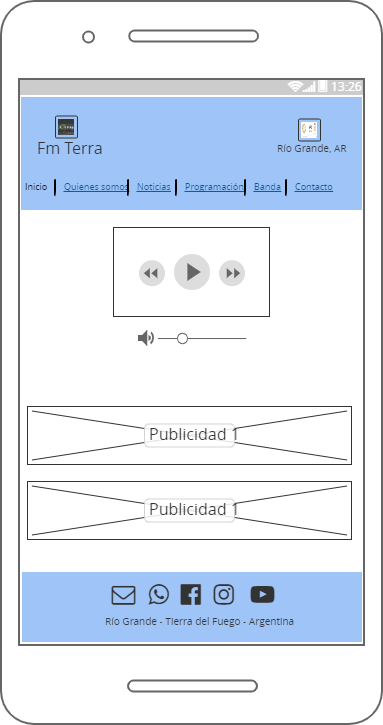 13:26
Fm Terra
Río Grande, AR
Inicio Quienes somos Noticias Programación Banda Contacto
Publicidad 1
Publicidad 1
Río Grande - Tierra del Fuego - Argentina